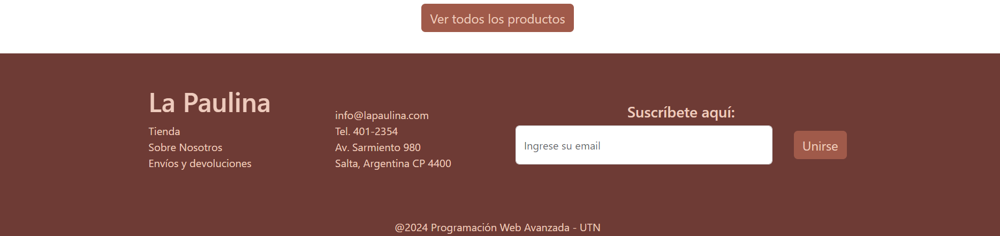 Ver todos los productos
La Paulina
Tienda
Sobre Nosotros
Envíos y devoluciones
info@lapaulina.com
Tel. 401-2354
Av. Sarmiento 980
Salta, Argentina CP 4400
Suscríbete aquí:
Ingrese su email
Unirse
@2024 Programación Web Avanzada - UTN